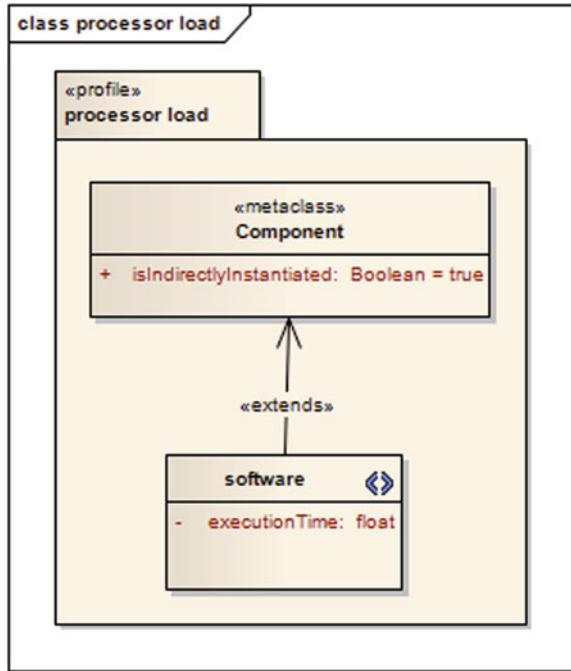 class processor load
«profile»
processor load
«metaclass»
Component
+ isIndirectlyInstantiated: Boolean = true
«extends»
software
- executionTime: float